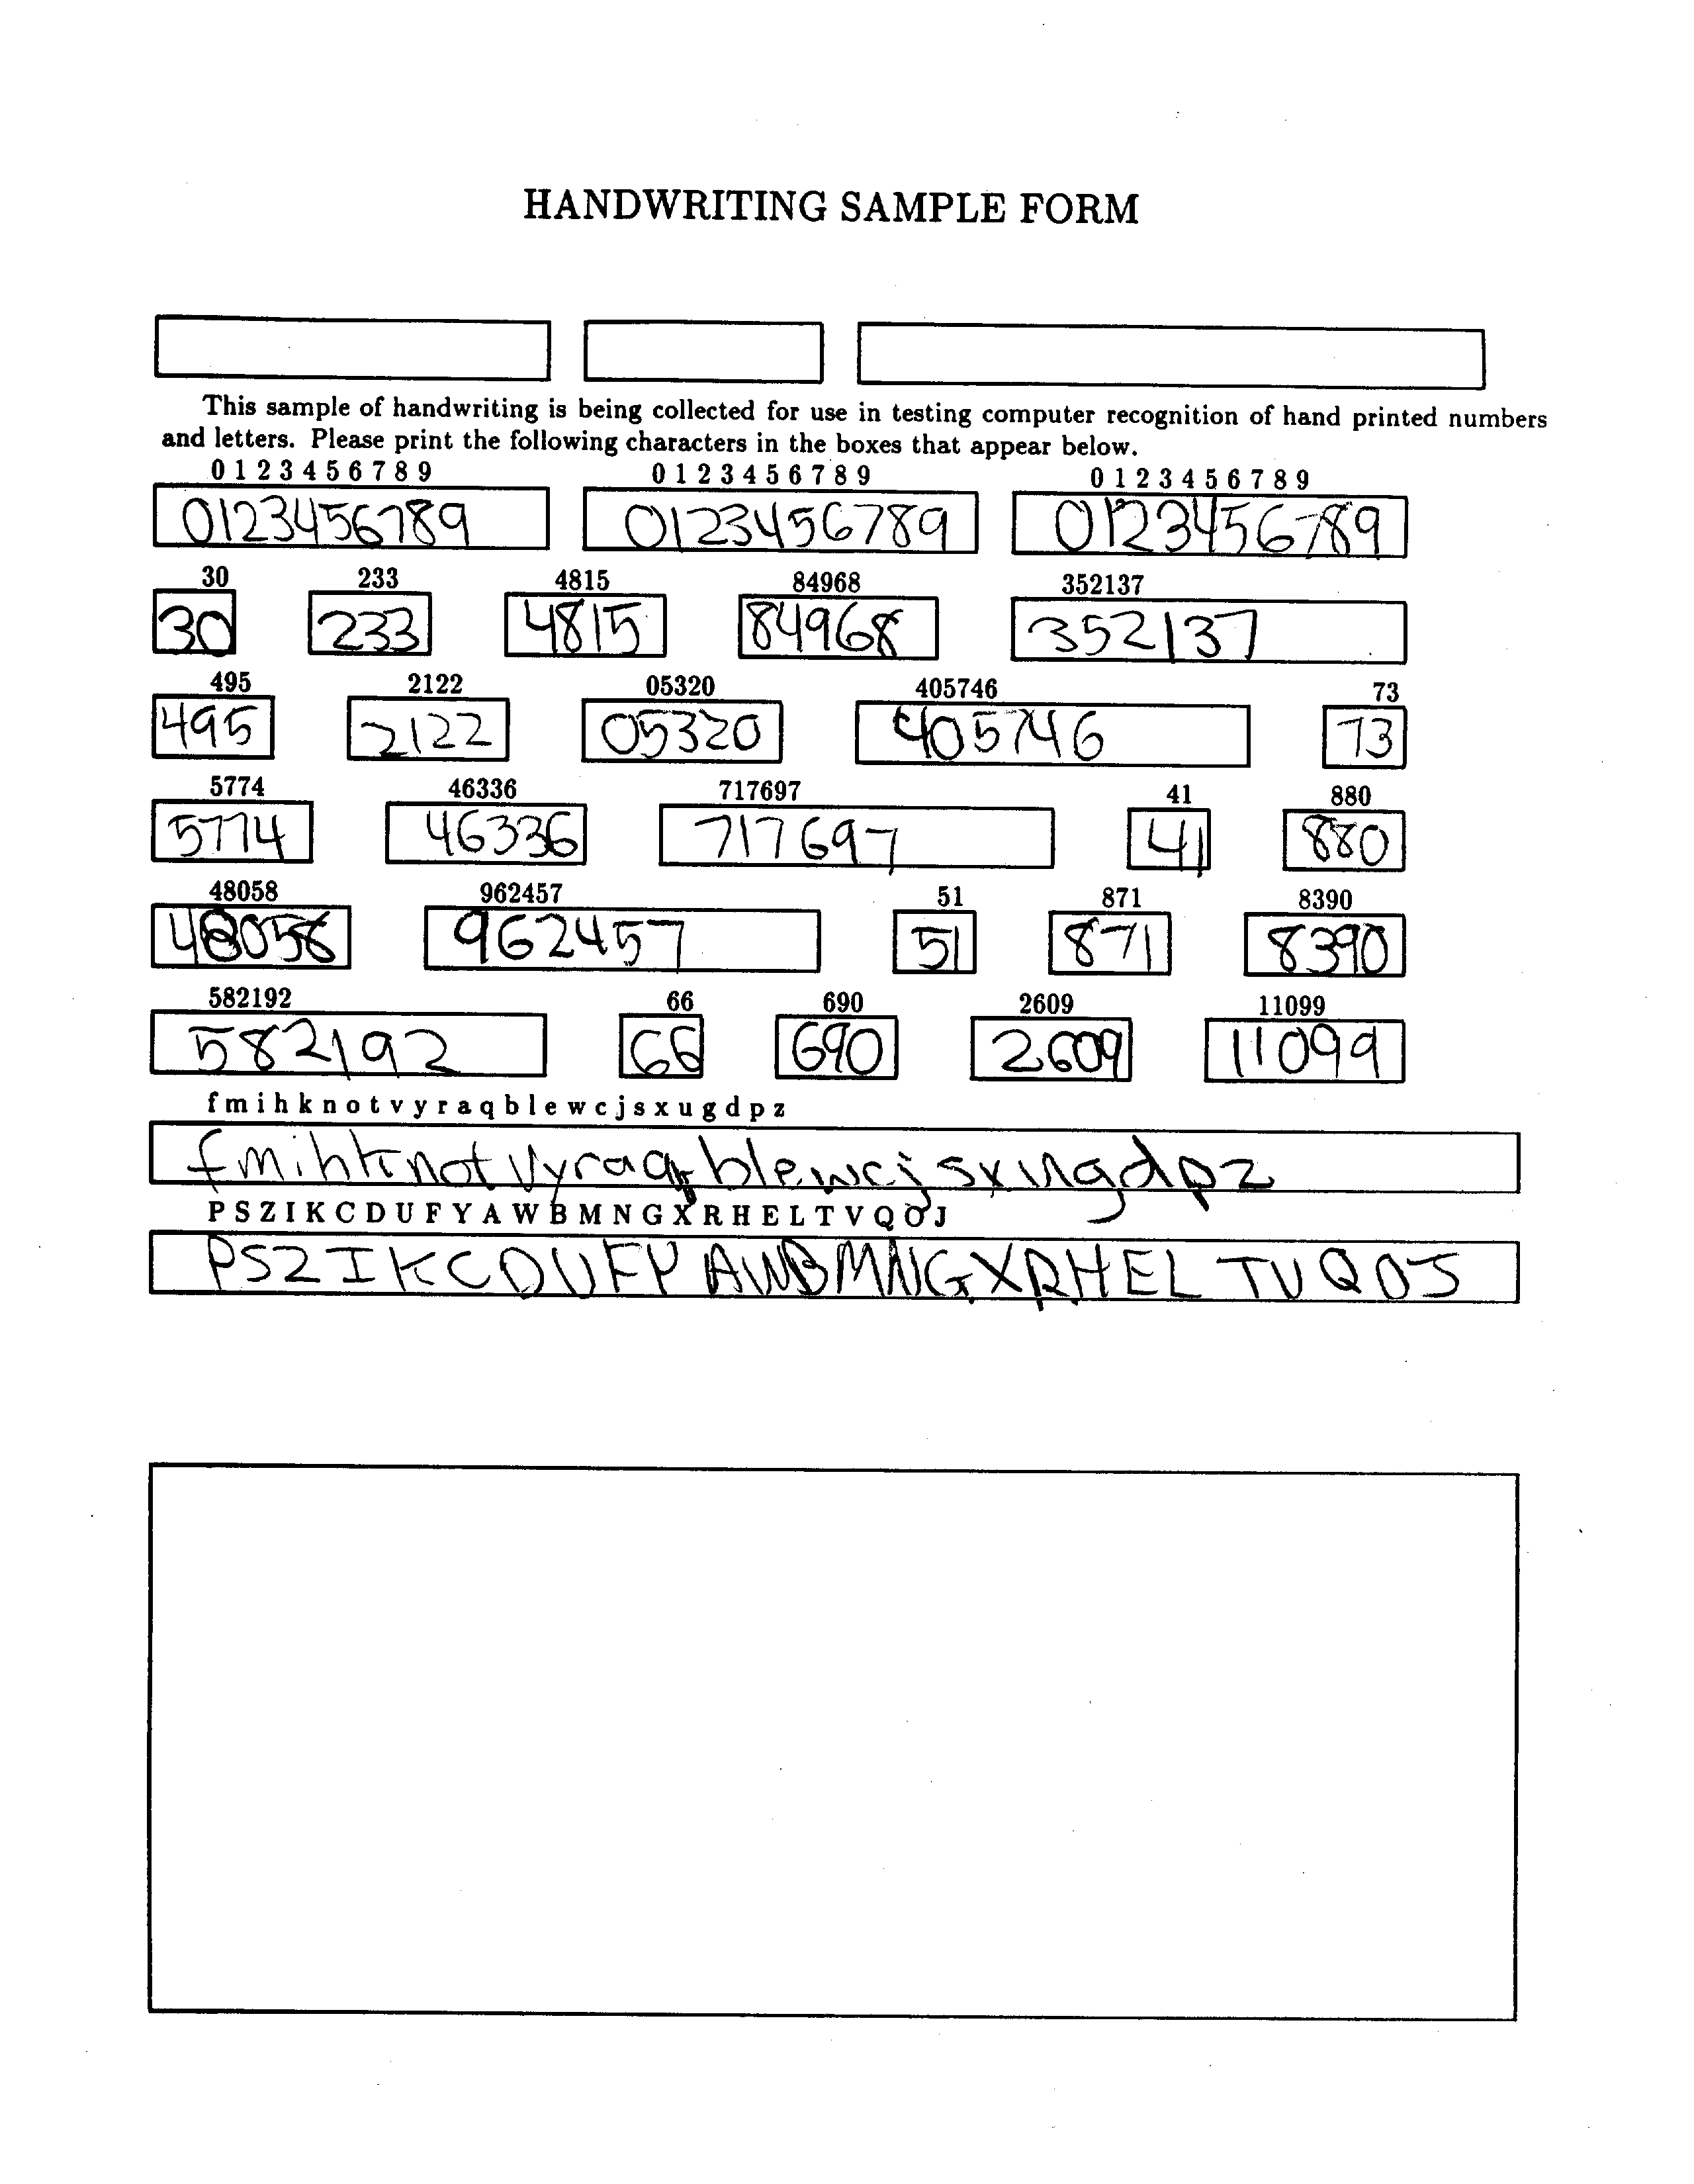 HANDWRITING SAMPLE FORM
This sample of handwriting is being collected for use in testing computer recognition of hand printed numbers
and letters. Please print the following characters in the boxes that appear below.
0 1 2 3 4 5 6 7 8 9 0 1 2 3 4 5 6 7 8 9 0 1 2 3 4 5 6 7 8 9
0123456789 0123456789 0123456789
30 233 4815 84968 352137
30 233 4815 84968 352137
495 2122 05320 405746 73
495 2122 05320 405746 73
5774 46336 717697 41 880
5774 46336 717697 41 880
48058 962457 51 871 8390
48058 962457 51 871 8390
582192 66 690 2609 11099
582192 66 690 2609 11099
f m i h k n o t v y r a q b l e w c j s x u g d p z
fmihknotvyraqblewcjsxugdpz
P S Z I K C D U F Y A W B M N G X R H E L T V Q O J
PSZIKCDUFYAWBMNGXRHELTVQOJ